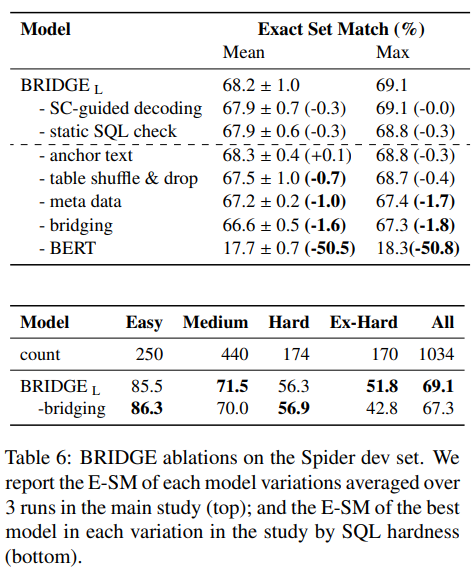 Model Exact Set Match (%)
Mean Max
BRIDGE L 68.2 ± 1.0 69.1
- SC-guided decoding 67.9 ± 0.7 (-0.3) 69.1 (-0.0)
- static SQL check 67.9 ± 0.6 (-0.3) 68.8 (-0.3)
- anchor text 68.3 ± 0.4 (+0.1) 68.8 (-0.3)
- table shuffle & drop 67.5 ± 1.0 (-0.7) 68.7 (-0.4)
- meta data 67.2 ± 0.2 (-1.0) 67.4 (-1.7)
- bridging 66.6 ± 0.5 (-1.6) 67.3 (-1.8)
- BERT 17.7 ± 0.7 (-50.5) 18.3(-50.8)
Model Easy Medium Hard Ex-Hard All
count 250 440 174 170 1034
BRIDGE L 85.5 71.5 56.3 51.8 69.1
-bridging 86.3 70.0 56.9 42.8 67.3
Table 6: BRIDGE ablations on the Spider dev set. We
report the E-SM of each model variations averaged over
3 runs in the main study (top); and the E-SM of the best
model in each variation in the study by SQL hardness
(bottom).